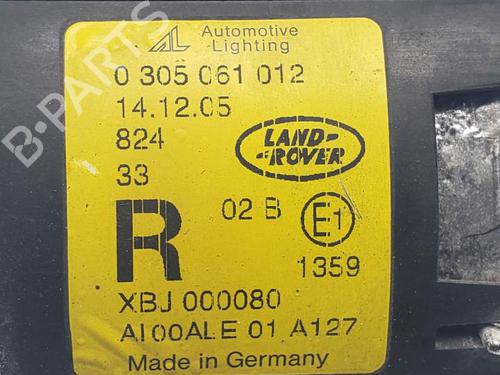 AL Automotive
Lighting
0 305 061 012
14.12.05
824
LAND-
-ROVER
33
R
02 B
E1
1359
XBJ 000080
AI00ALE 01 A127
Made in Germany
B-PARTS